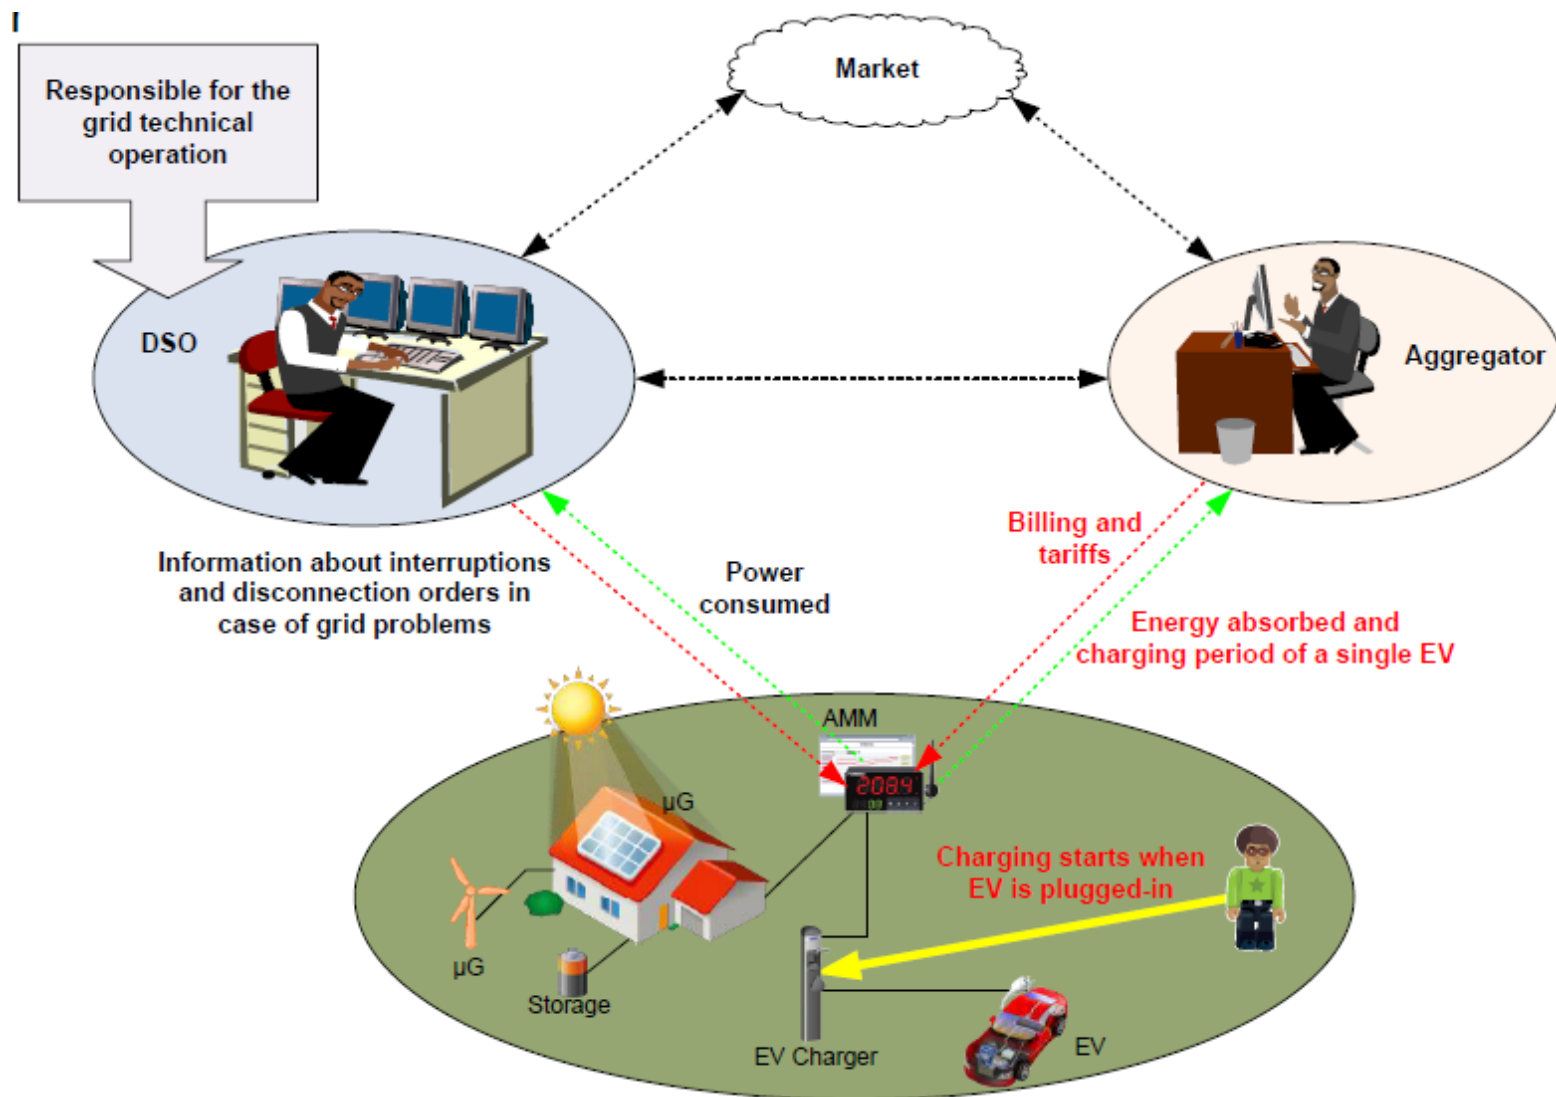 Market
Responsible for the
grid technical
operation
DSO
Aggregator
Billing and
tariffs
Information about interruptions
and disconnection orders in
case of grid problems
Power
consumed
Energy absorbed and
charging period of a single EV
AMM
208.4
µG
Charging starts when
EV is plugged-in
µG
Storage
EV Charger
EV